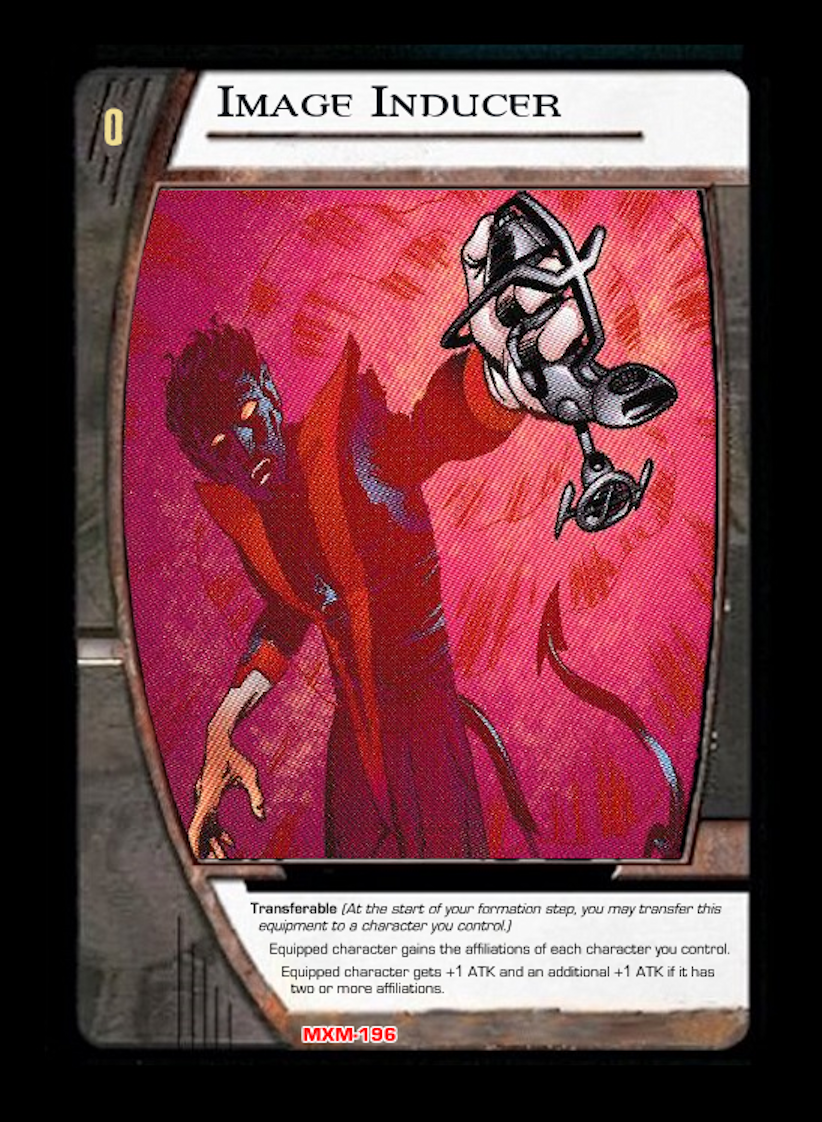 0
Image Inducer
Transferable (At the start of your formation step, you may transfer this
equipment to a character you control.)
Equipped character gains the affiliations of each character you control.
Equipped character gets +1 ATK and an additional +1 ATK if it has
two or more affiliations.
MXM-196